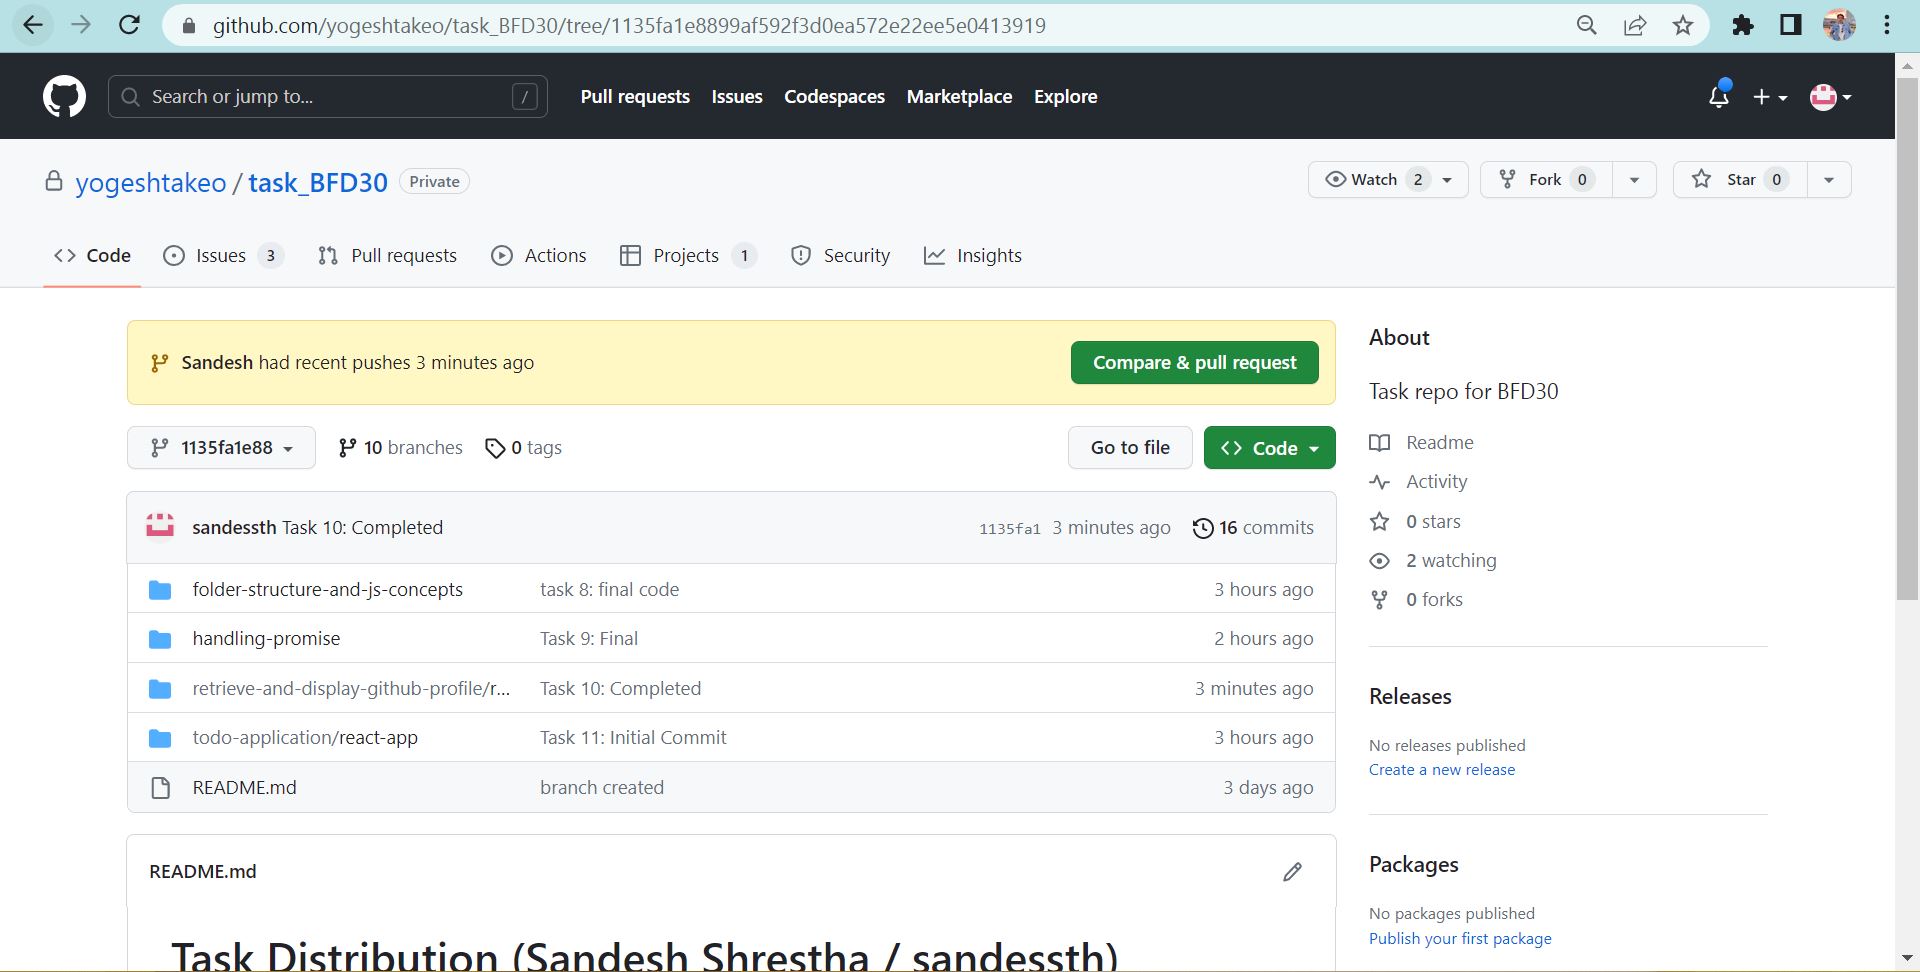 github.com/yogeshtakeo/task_BFD30/tree/1135fa1e8899af592f3d0ea572e22ee5e0413919
Search or jump to... / Pull requests Issues Codespaces Marketplace Explore
yogeshtakeo / task_BFD30 Private Watch 2 Fork 0 Star 0
Code Issues 3 Pull requests Actions Projects 1 Security Insights
Sandesh had recent pushes 3 minutes ago Compare & pull request
1135fa1e88 10 branches 0 tags Go to file Code
sandessth Task 10: Completed 1135fa1 3 minutes ago 16 commits
folder-structure-and-js-concepts task 8: final code 3 hours ago
handling-promise Task 9: Final 2 hours ago
retrieve-and-display-github-profile/r... Task 10: Completed 3 minutes ago
todo-application/react-app Task 11: Initial Commit 3 hours ago
README.md branch created 3 days ago
README.md
Task Distribution (Sandesh Shrestha / sandessth)
About
Task repo for BFD30
Readme
Activity
0 stars
2 watching
0 forks
Releases
No releases published
Create a new release
Packages
No packages published
Publish your first package